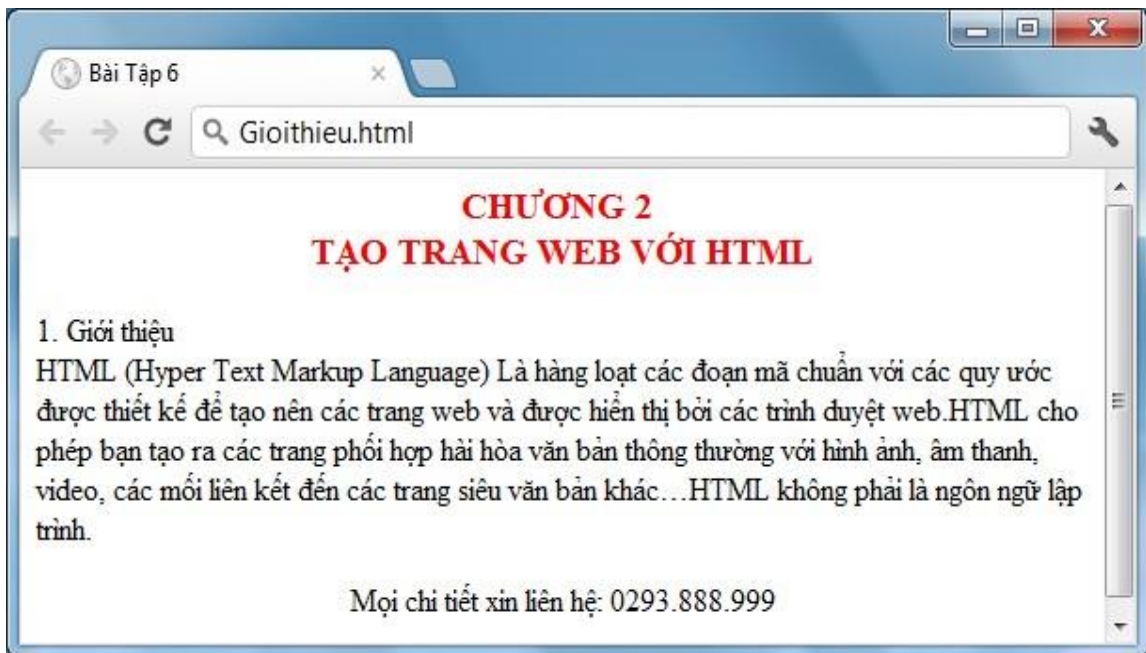 Bài Tập 6
Gioithieu.html
CHƯƠNG 2
TẠO TRANG WEB VỚI HTML
1. Giới thiệu
HTML (Hyper Text Markup Language) Là hàng loạt các đoạn mã chuẩn với các quy ước
được thiết kế để tạo nên các trang web và được hiển thị bởi các trình duyệt web.HTML cho
phép bạn tạo ra các trang phối hợp hài hòa văn bản thông thường với hình ảnh, âm thanh,
video, các mối liên kết đến các trang siêu văn bản khác…HTML không phải là ngôn ngữ lập
trình.
Mọi chi tiết xin liên hệ: 0293.888.999